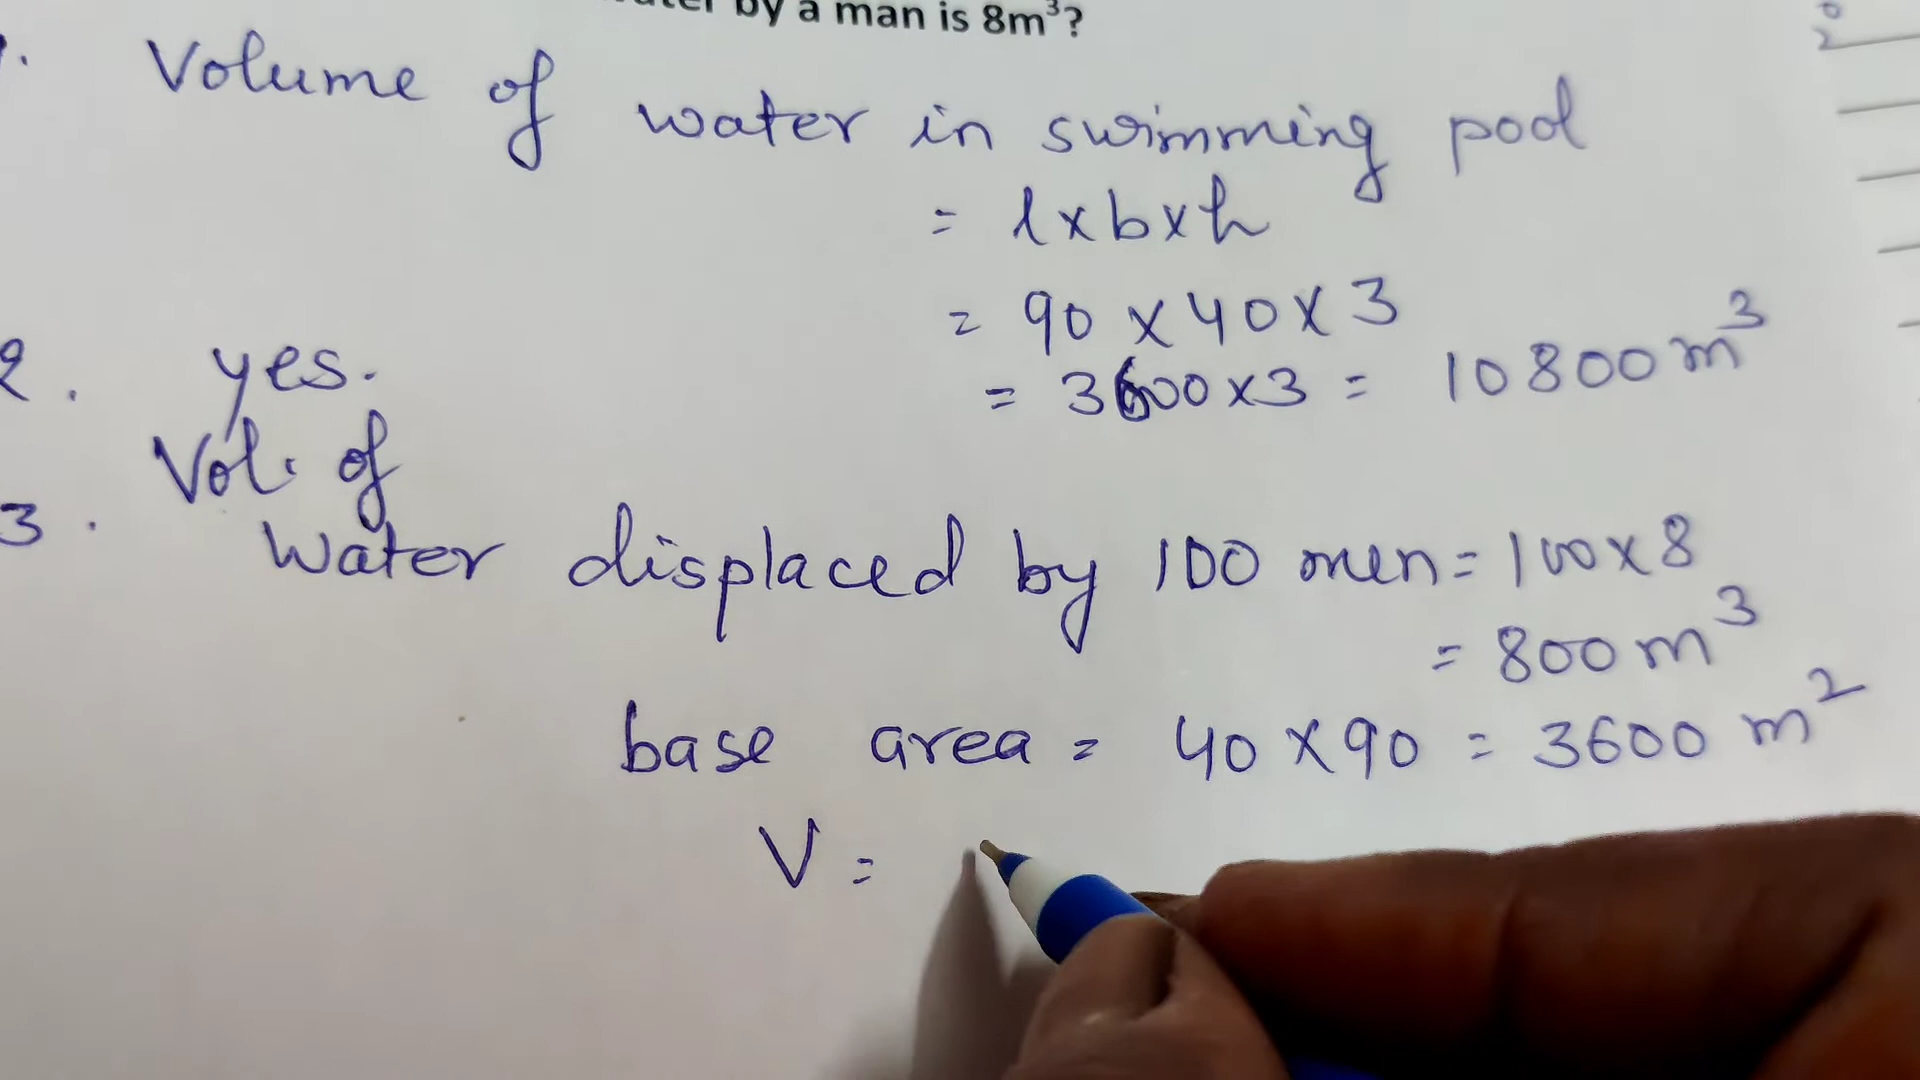 by a man is 8m³?
Volume of water in swimming pool
= l x b x h
= 90 x 40 x 3
= 3600 x 3 = 10800 m³
2. yes.
Vol. of
3. Water displaced by 100 men = 100 x 8
= 800 m³
base area = 40 x 90 = 3600 m²
V =